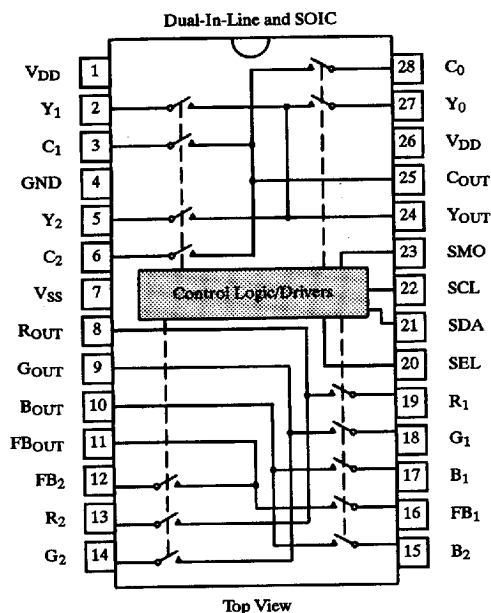 Dual-In-Line and SOIC
VDD 1 28 C0
Y1 2 27 Y0
C1 3 26 VDD
GND 4 25 COUT
Y2 5 24 YOUT
C2 6 23 SMO
VSS 7 22 SCL
Control Logic/Drivers
ROUT 8 21 SDA
GOUT 9 20 SEL
BOUT 10 19 R1
FBOUT 11 18 G1
FB2 12 17 B1
R2 13 16 FB1
G2 14 15 B2
Top View